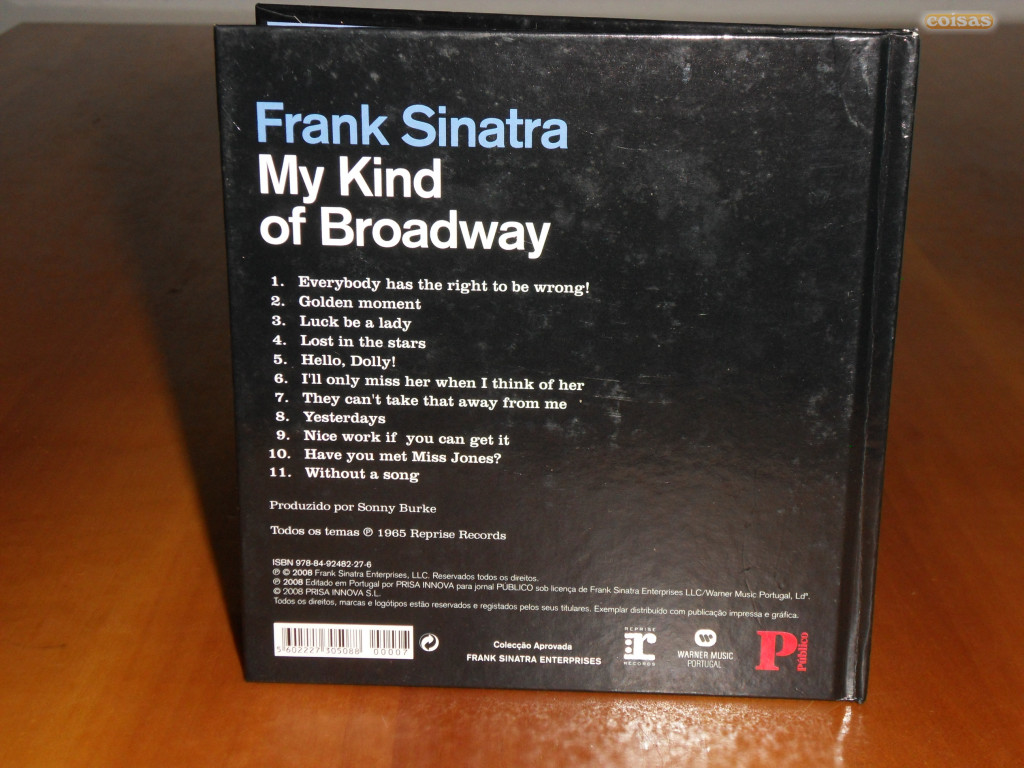 coisas
Frank Sinatra
My Kind
of Broadway
1. Everybody has the right to be wrong!
2. Golden moment
3. Luck be a lady
4. Lost in the stars
5. Hello, Dolly!
6. I'll only miss her when I think of her
7. They can't take that away from me
8. Yesterdays
9. Nice work if you can get it
10. Have you met Miss Jones?
11. Without a song
Produzido por Sonny Burke
Todos os temas ℗ 1965 Reprise Records
ISBN 978-84-92482-27-6
℗ © 2008 Frank Sinatra Enterprises, LLC. Reservados todos os direitos.
℗ 2008 Editado em Portugal por PRISA INNOVA para jornal PÚBLICO sob licença de Frank Sinatra Enterprises LLC/Warner Music Portugal, Ldª.
© 2008 PRISA INNOVA S.L.
Todos os direitos, marcas e logótipos estão reservados e registados pelos seus titulares. Exemplar distribuído com publicação impressa e gráfica.
5 602227 305088 00007
Colecção Aprovada
FRANK SINATRA ENTERPRISES
REPRISE
r
RECORDS
WARNER MUSIC
PORTUGAL
P
Público